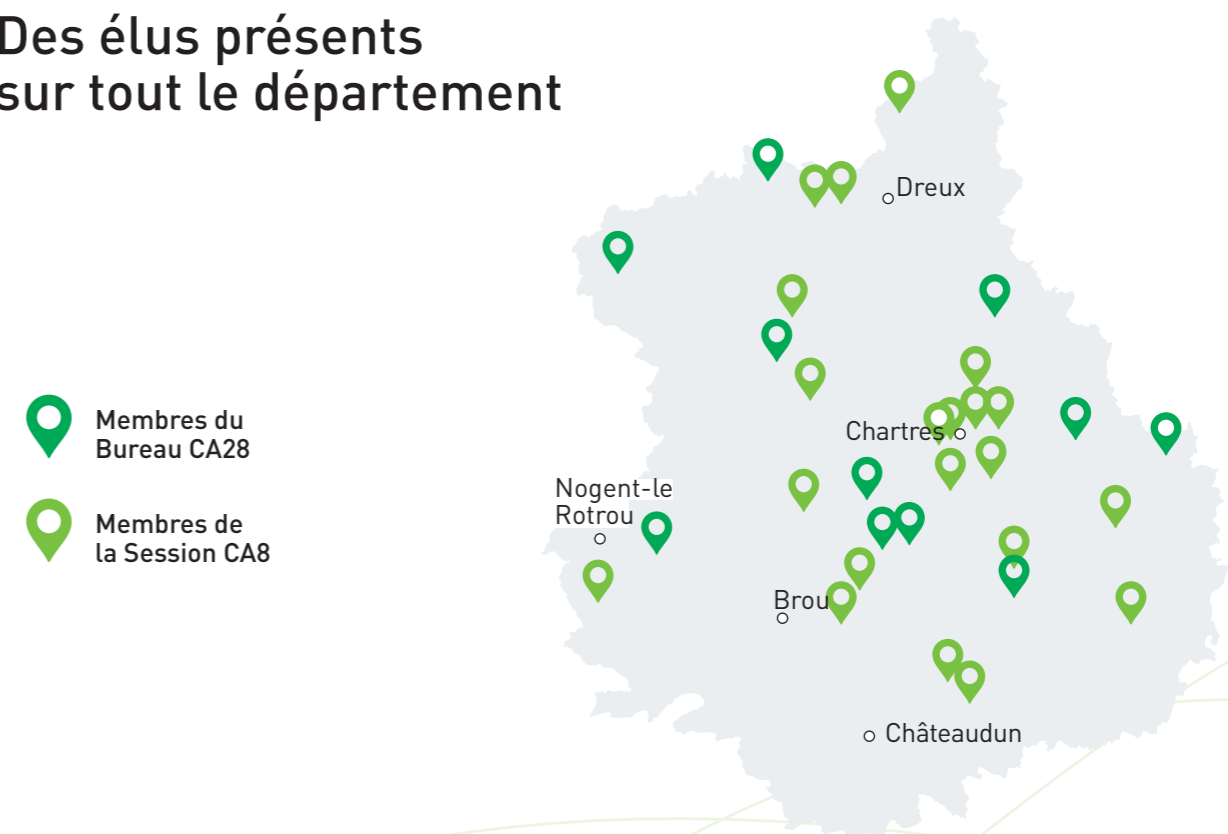 Des élus présents
sur tout le département
Dreux
Chartres
Membres du
Bureau CA28
Nogent-le
Rotrou
Membres de
la Session CA8
Brou
Châteaudun